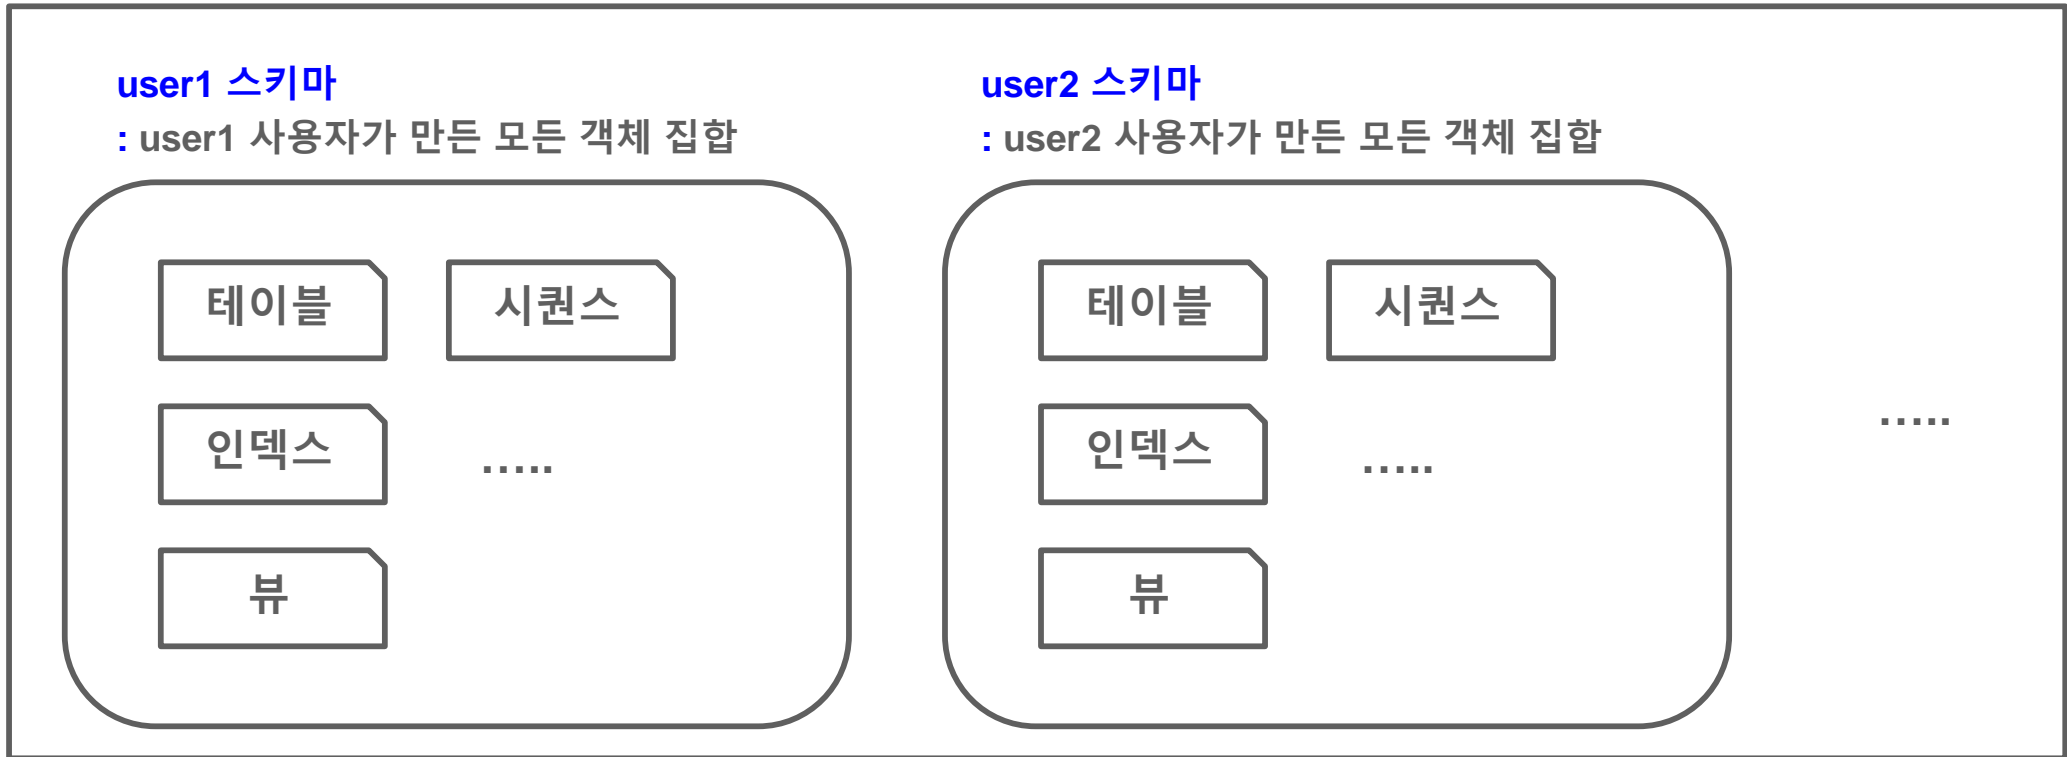 user1 스키마
: user1 사용자가 만든 모든 객체 집합
테이블
시퀀스
인덱스
.....
뷰
user2 스키마
: user2 사용자가 만든 모든 객체 집합
테이블
시퀀스
인덱스
.....
뷰
.....